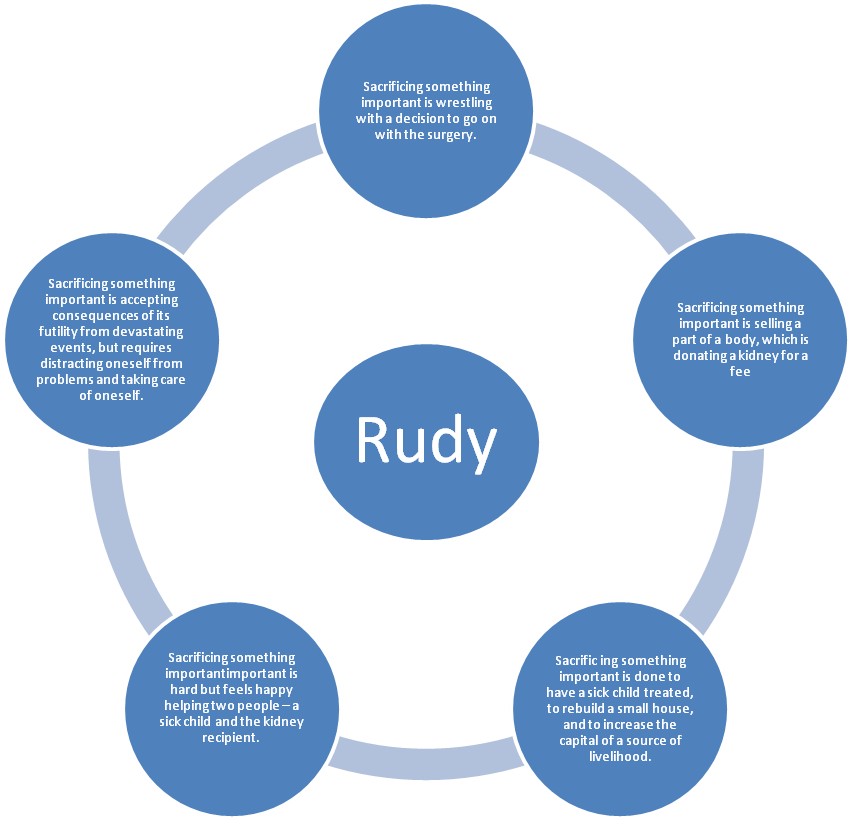 Sacrificing something
important is wrestling
with a decision to go on
with the surgery.
Sacrificing something
important is selling a
part of a body, which is
donating a kidney for a
fee
Sacrific ing something
important is done to
have a sick child treated,
to rebuild a small house,
and to increase the
capital of a source of
livelihood.
Sacrificing something
importantimportant is
hard but feels happy
helping two people – a
sick child and the kidney
recipient.
Sacrificing something
important is accepting
consequences of its
futility from devastating
events, but requires
distracting oneself from
problems and taking care
of oneself.
Rudy